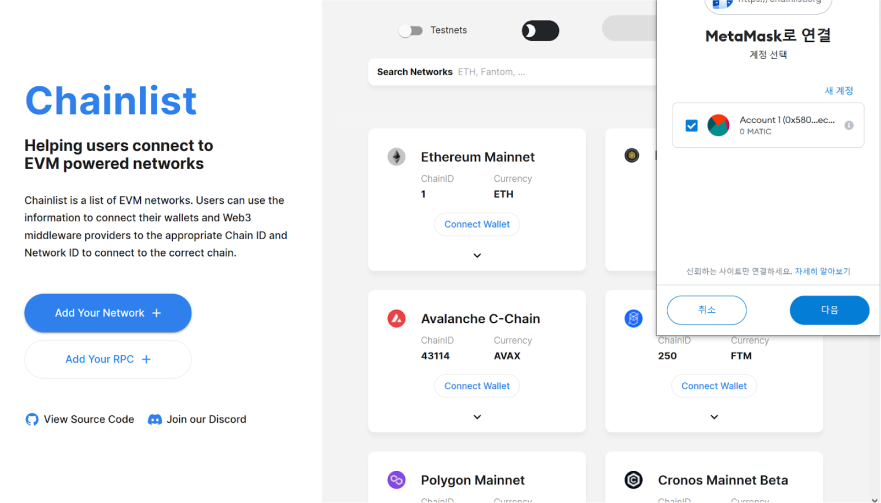 Chainlist
Helping users connect to
EVM powered networks
Chainlist is a list of EVM networks. Users can use the
information to connect their wallets and Web3
middleware providers to the appropriate Chain ID and
Network ID to connect to the correct chain.
Add Your Network +
Add Your RPC +
View Source Code Join our Discord
Testnets
Search Networks ETH, Fantom, ...
Ethereum Mainnet
ChainID Currency
1 ETH
Connect Wallet
Avalanche C-Chain
ChainID Currency
43114 AVAX
Connect Wallet
ChainID Currency
250 FTM
Connect Wallet
Polygon Mainnet
ChainID Currency
Cronos Mainnet Beta
ChainID Currency
https://chainlist.org
MetaMask로 연결
계정 선택
새 계정
Account 1 (0x580...ec...
0 MATIC
신뢰하는 사이트만 연결하세요. 자세히 알아보기
취소 다음